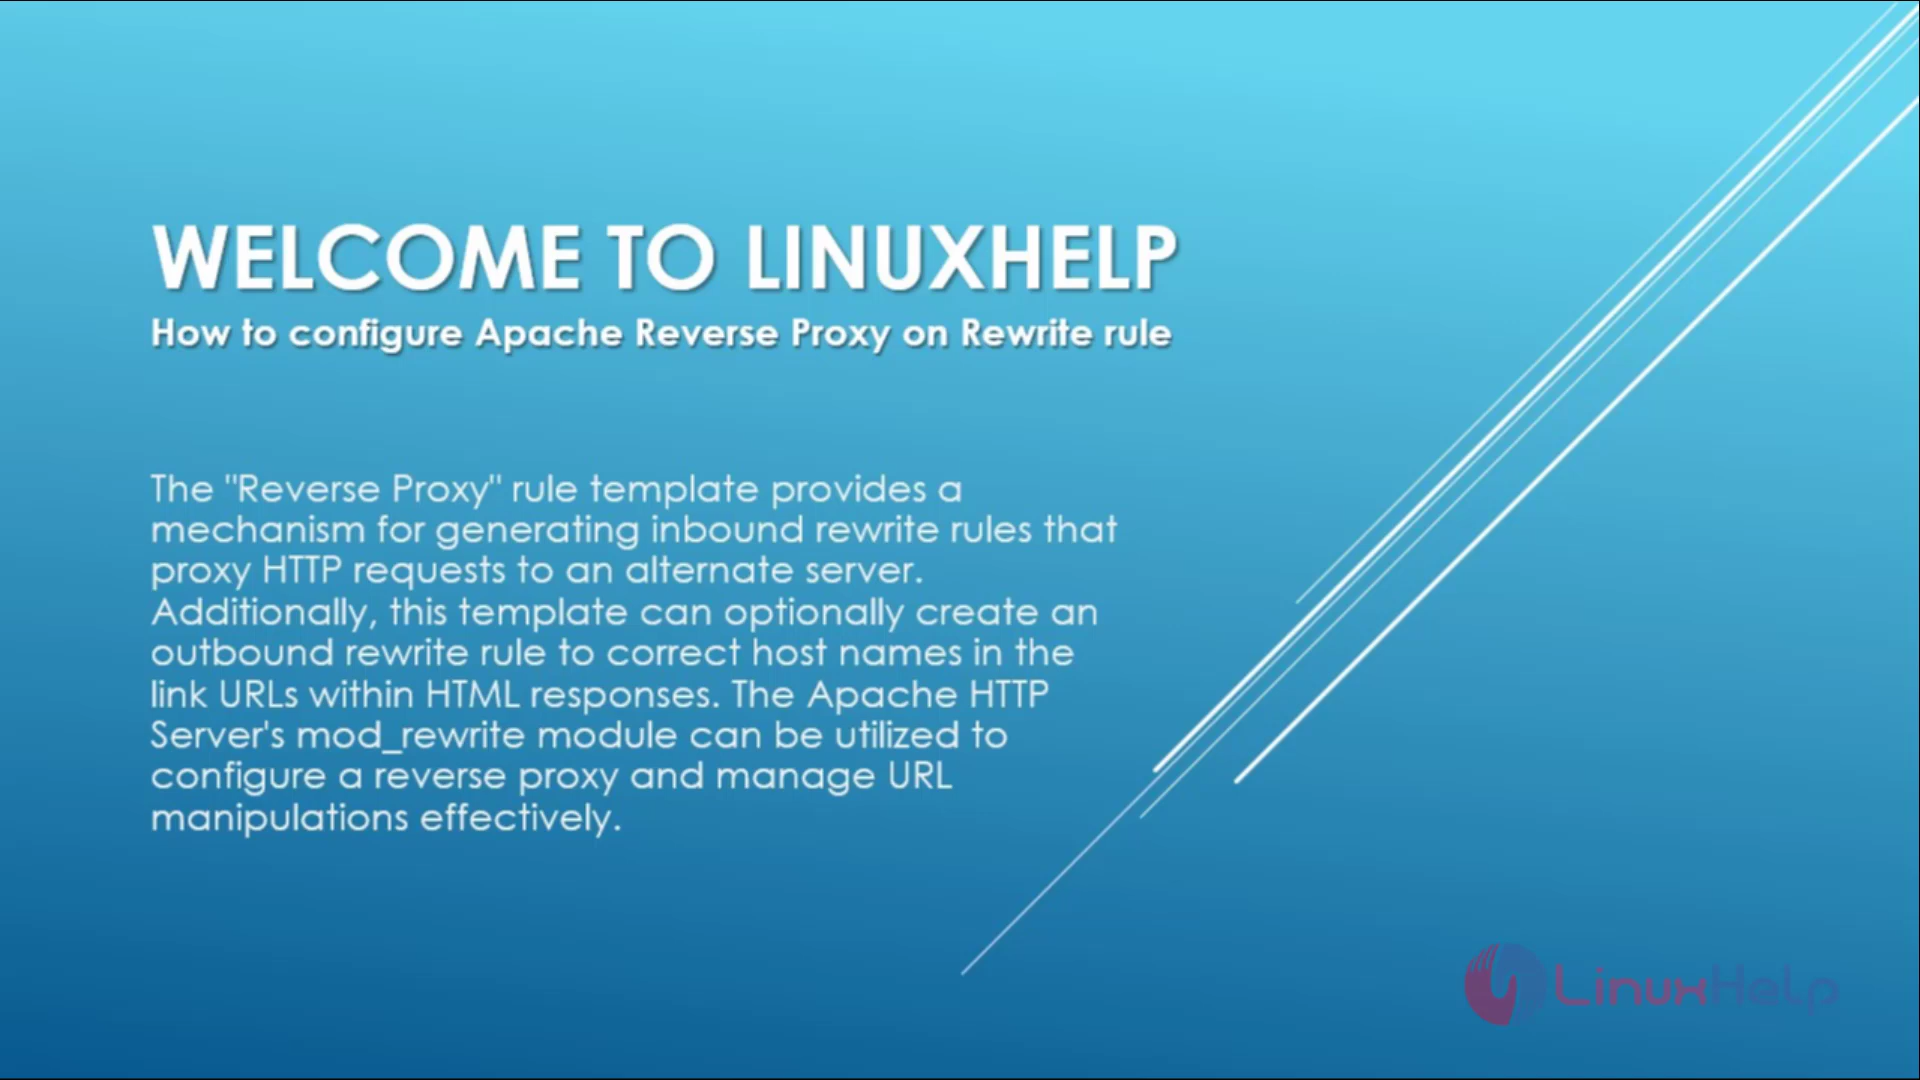 WELCOME TO LINUXHELP
How to configure Apache Reverse Proxy on Rewrite rule
The "Reverse Proxy" rule template provides a
mechanism for generating inbound rewrite rules that
proxy HTTP requests to an alternate server.
Additionally, this template can optionally create an
outbound rewrite rule to correct host names in the
link URLs within HTML responses. The Apache HTTP
Server's mod_rewrite module can be utilized to
configure a reverse proxy and manage URL
manipulations effectively.
LinuxHelp